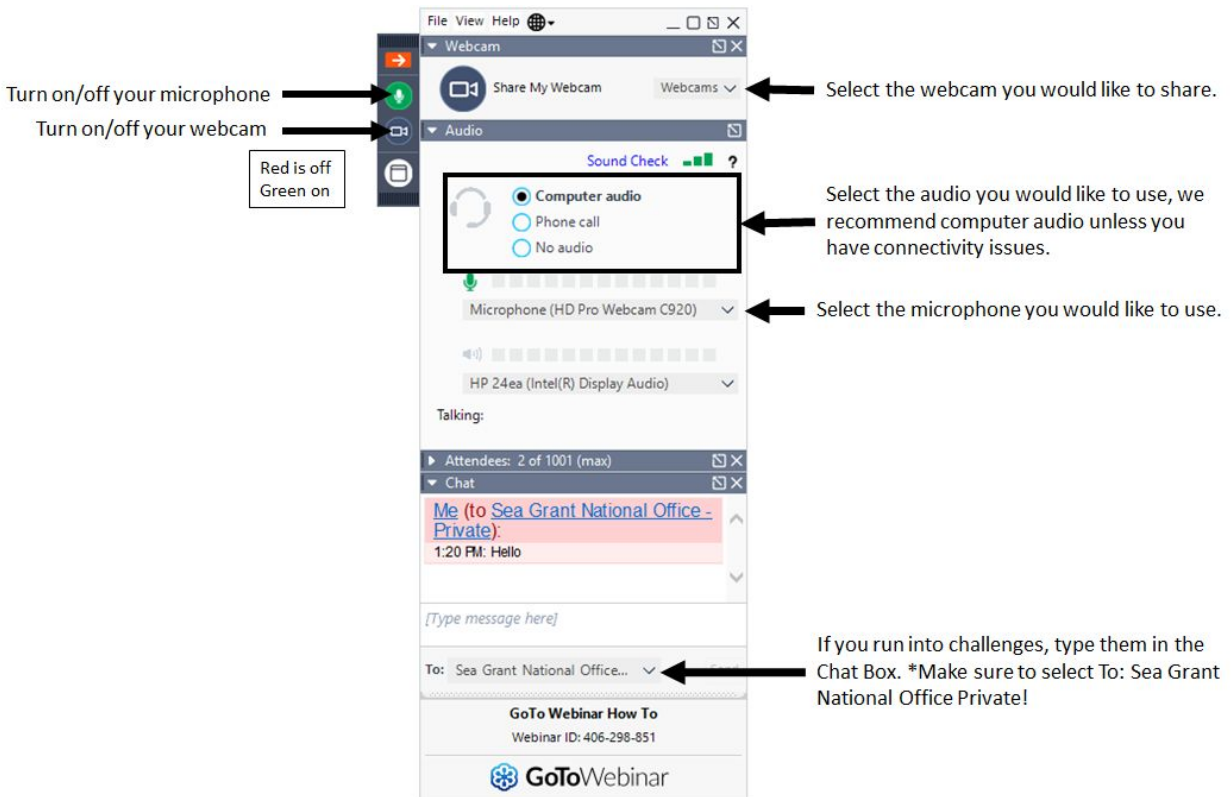 File View Help
Webcam
Turn on/off your microphone
Share My Webcam
Webcams
Select the webcam you would like to share.
Turn on/off your webcam
Audio
Red is off
Green on
Sound Check
?
Computer audio
Phone call
No audio
Select the audio you would like to use, we
recommend computer audio unless you
have connectivity issues.
Microphone (HD Pro Webcam C920)
Select the microphone you would like to use.
HP 24ea (Intel(R) Display Audio)
Talking:
Attendees: 2 of 1001 (max)
Chat
Me (to Sea Grant National Office -
Private):
1:20 PM: Hello
[Type message here]
To: Sea Grant National Office...
Send
If you run into challenges, type them in the
Chat Box. *Make sure to select To: Sea Grant
National Office Private!
GoTo Webinar How To
Webinar ID: 406-298-851
GoToWebinar